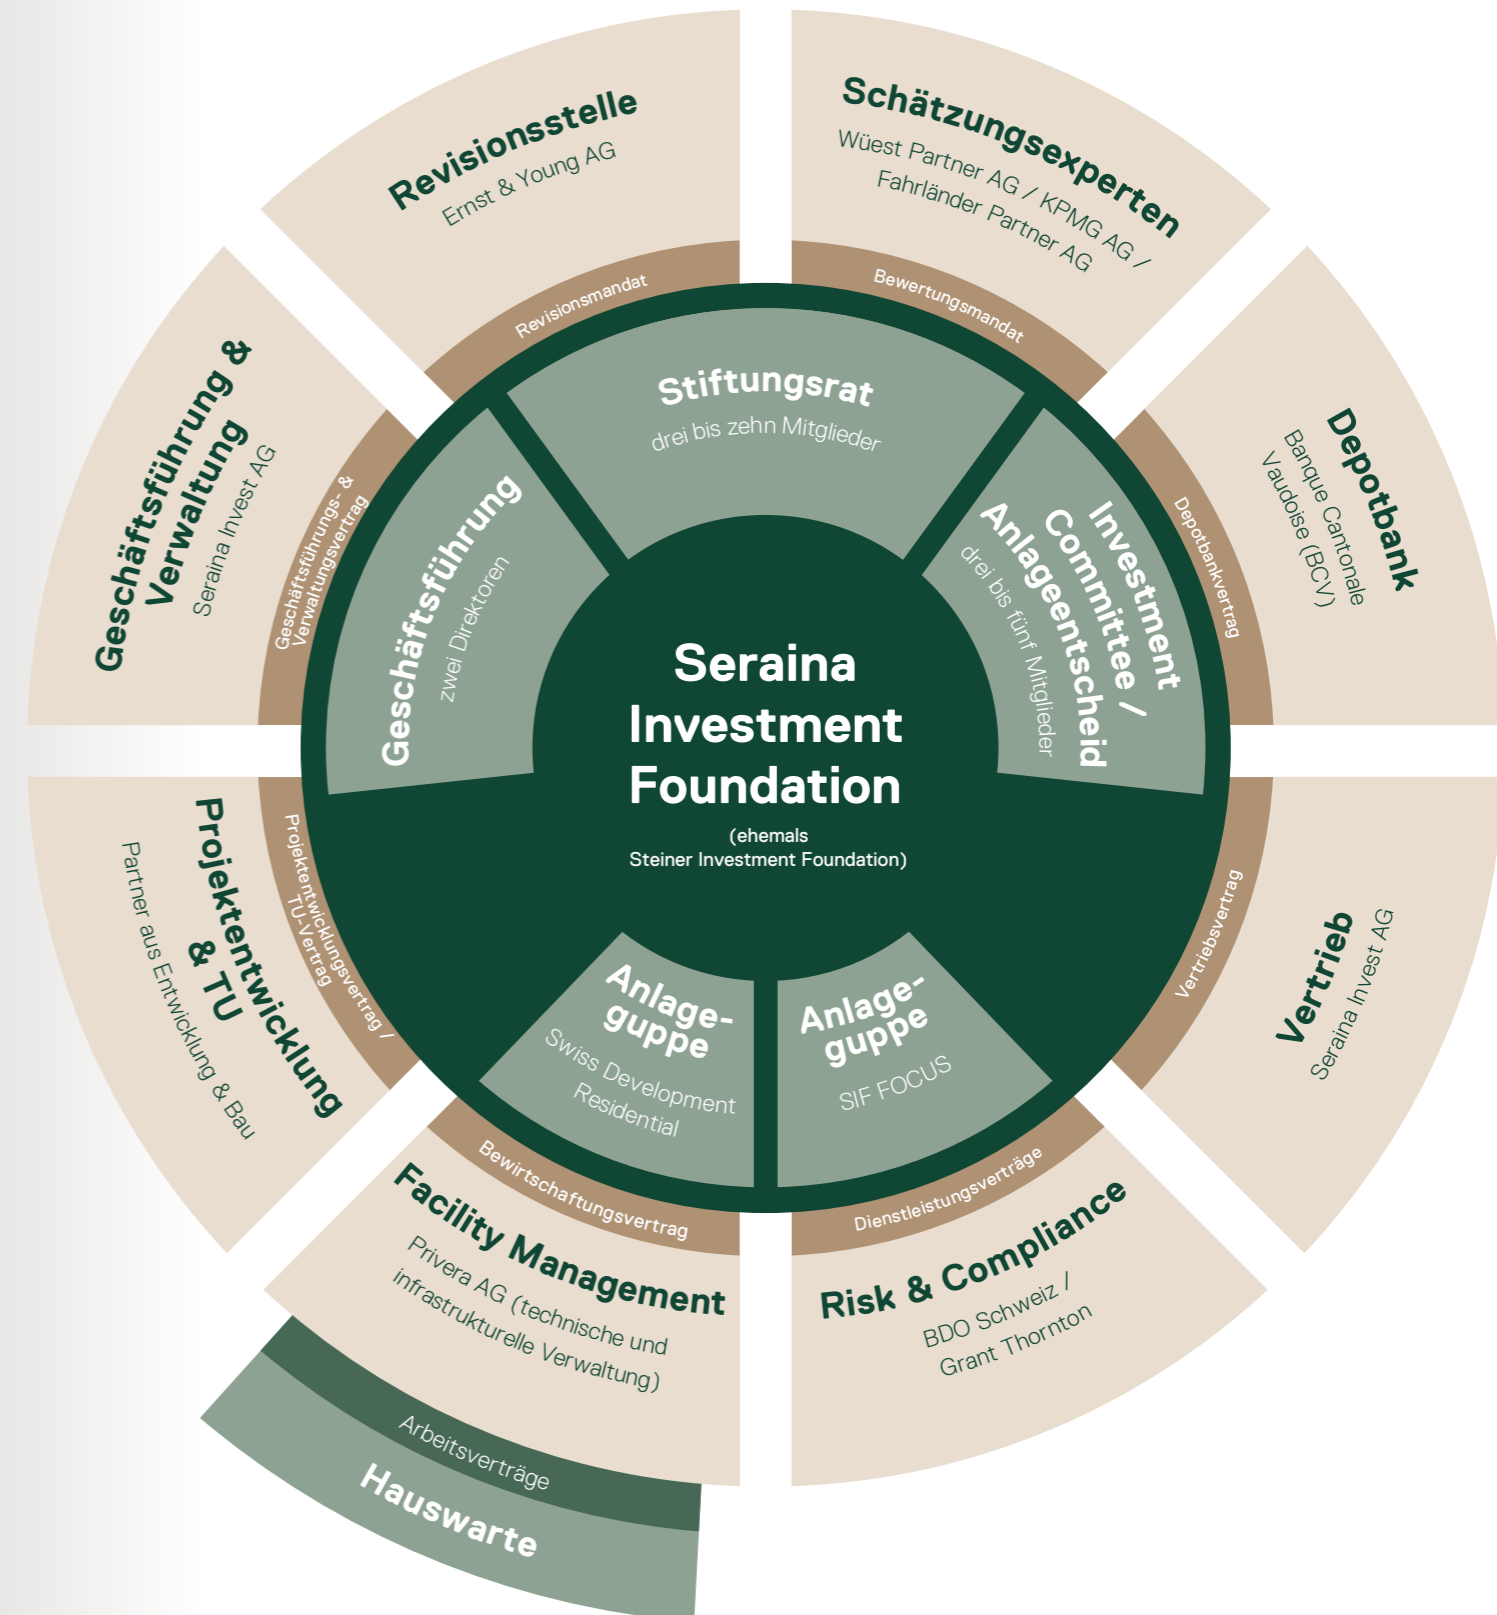 Revisionsstelle
Ernst & Young AG
Revisionsmandat
Schätzungsexperten
Wüest Partner AG / KPMG AG /
Fahrländer Partner AG
Bewertungsmandat
Depotbank
Banque Cantonale
Vaudoise (BCV)
Depotbankvertrag
Vertrieb
Seraina Invest AG
Vertriebsvertrag
Risk & Compliance
BDO Schweiz /
Grant Thornton
Dienstleistungsverträge
Facility Management
Privera AG (technische und
infrastrukturelle Verwaltung)
Bewirtschaftungsvertrag
Arbeitsverträge
Hauswarte
Projektentwicklung
& TU
Partner aus Entwicklung & Bau
Projektentwicklungsvertrag /
TU-Vertrag
Geschäftsführung &
Verwaltung
Seraina Invest AG
Geschäftsführungs- &
Verwaltungsvertrag
Stiftungsrat
drei bis zehn Mitglieder
Investment
Committee /
Anlageentscheid
drei bis fünf Mitglieder
Geschäftsführung
zwei Direktoren
Seraina
Investment
Foundation
(ehemals
Steiner Investment Foundation)
Anlage-
guppe
Swiss Development
Residential
Anlage-
guppe
SIF FOCUS